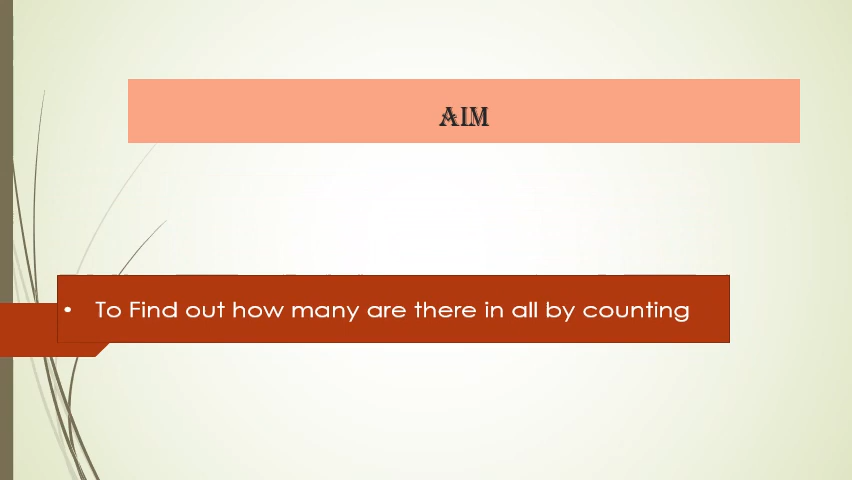 AIM
• To Find out how many are there in all by counting